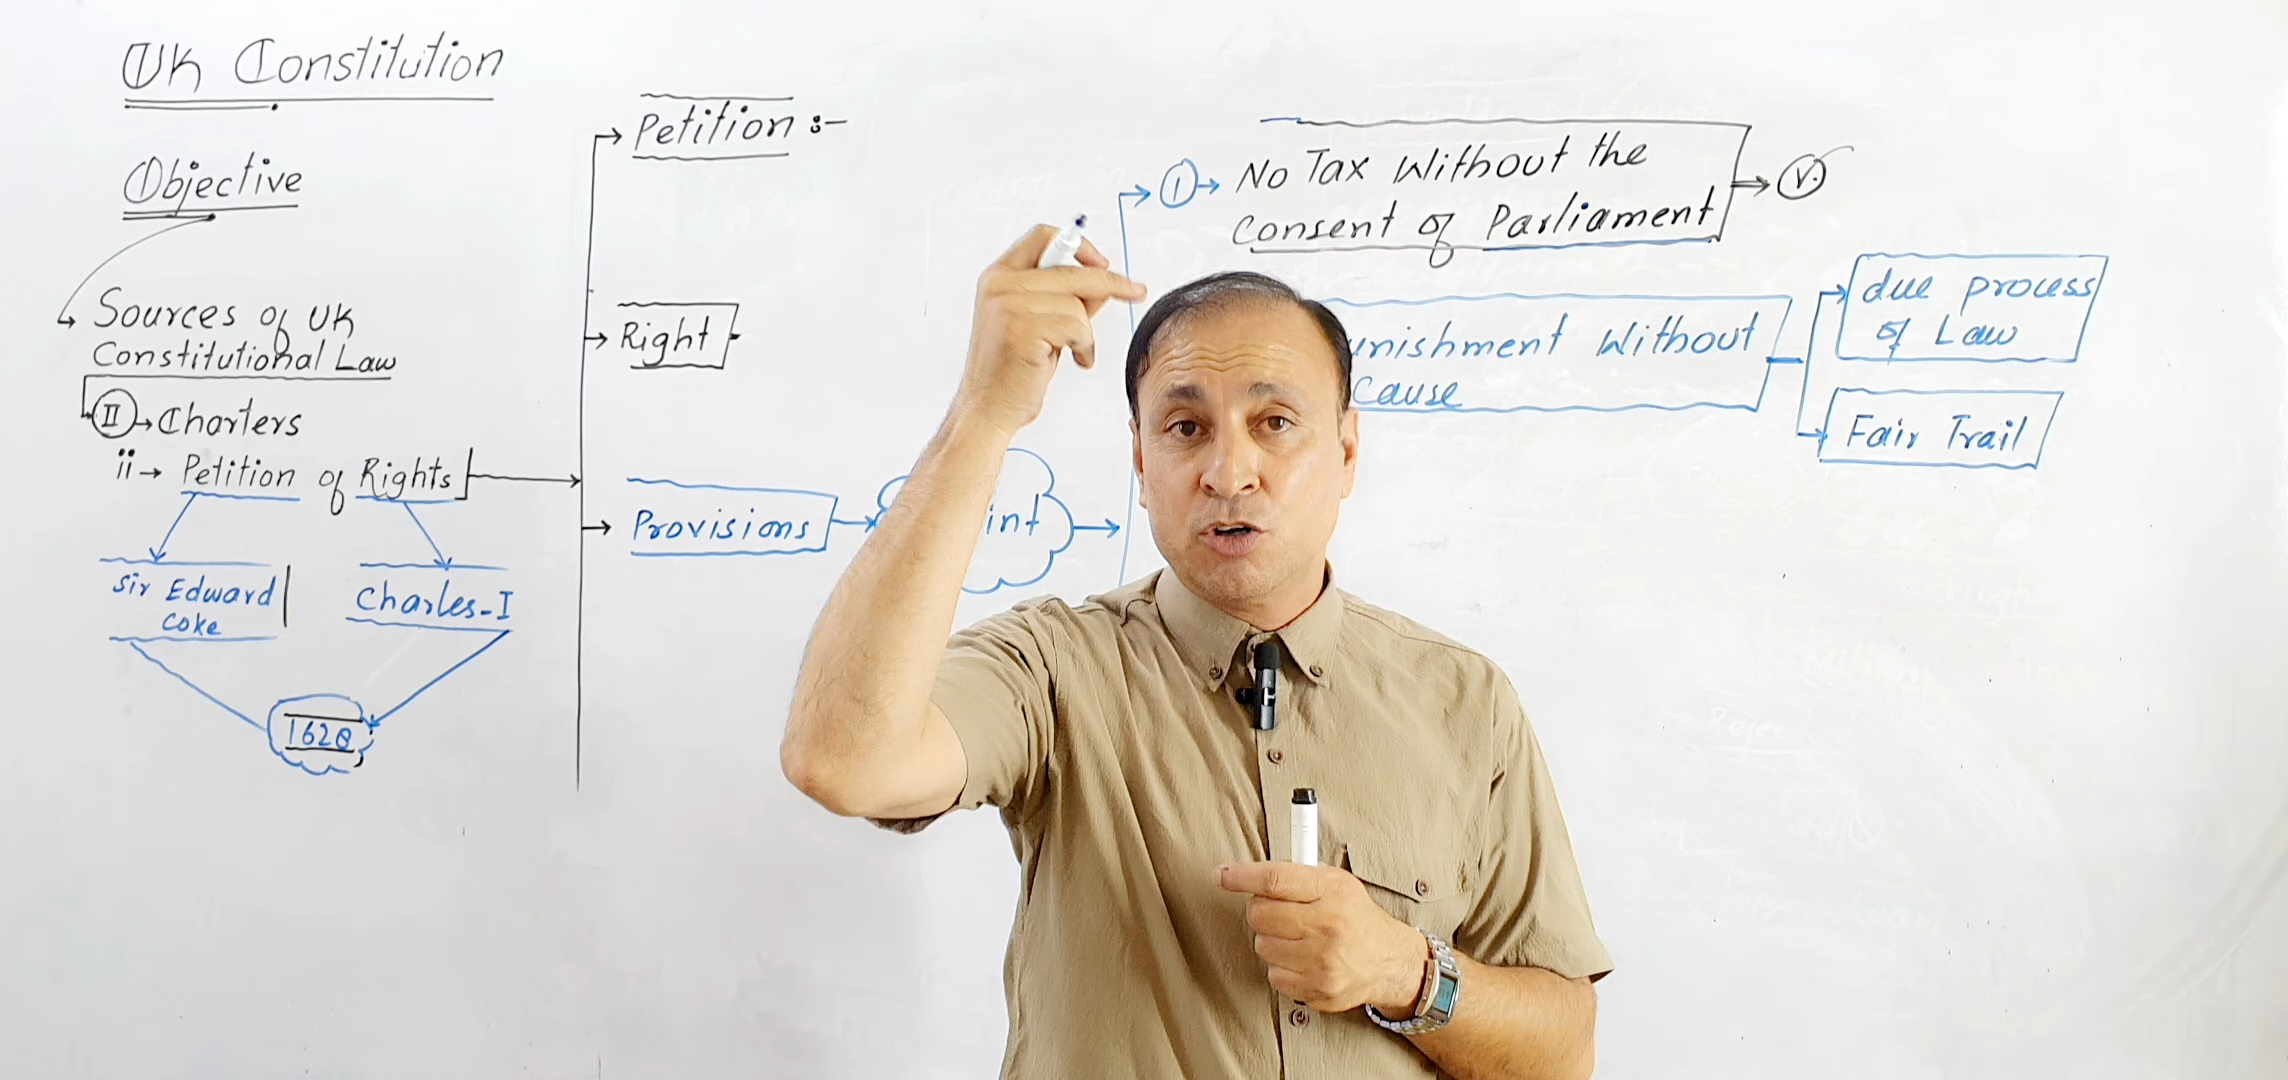 UK Constitution
Objective
Sources of UK
Constitutional Law
II → Charters
ii → Petition of Rights
Sir Edward
Coke
Charles-I
1628
Petition :-
Right
Provisions
int
1 → No Tax Without the
Consent of Parliament
V.
unishment Without
Cause
due process
of Law
Fair Trail